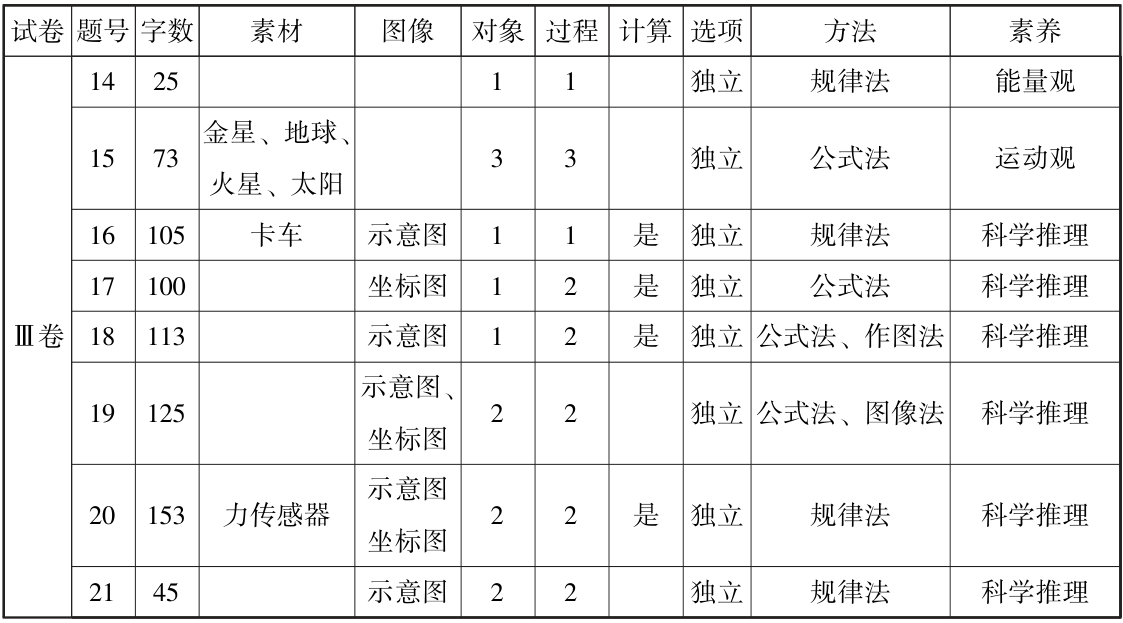 试卷 题号 字数 素材 图像 对象 过程 计算 选项 方法 素养
Ⅲ卷
14 25 1 1 独立 规律法 能量观
15 73 金星、地球、火星、太阳 3 3 独立 公式法 运动观
16 105 卡车 示意图 1 1 是 独立 规律法 科学推理
17 100 坐标图 1 2 是 独立 公式法 科学推理
18 113 示意图 1 2 是 独立 公式法、作图法 科学推理
19 125 示意图、坐标图 2 2 独立 公式法、图像法 科学推理
20 153 力传感器 示意图 坐标图 2 2 是 独立 规律法 科学推理
21 45 示意图 2 2 独立 规律法 科学推理